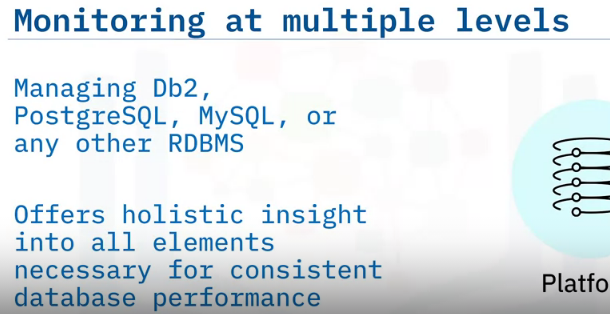 Monitoring at multiple levels
Managing Db2,
PostgreSQL, MySQL, or
any other RDBMS
Offers holistic insight
into all elements
necessary for consistent
database performance
Platfo